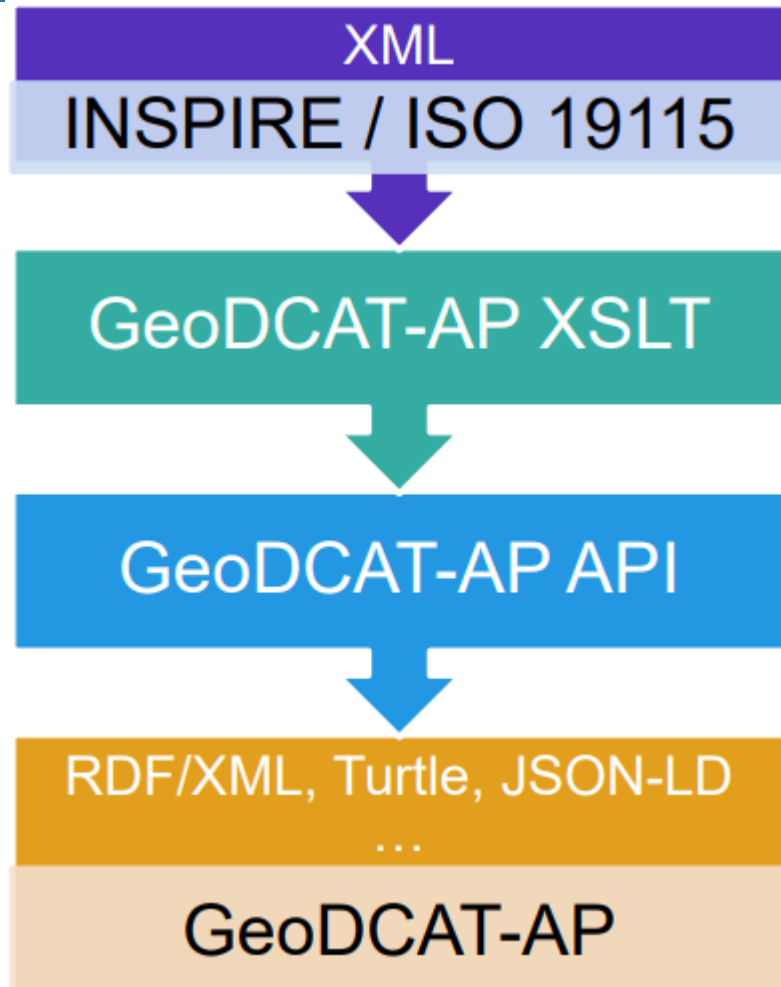 XML
INSPIRE / ISO 19115
GeoDCAT-AP XSLT
GeoDCAT-AP API
RDF/XML, Turtle, JSON-LD
...
GeoDCAT-AP